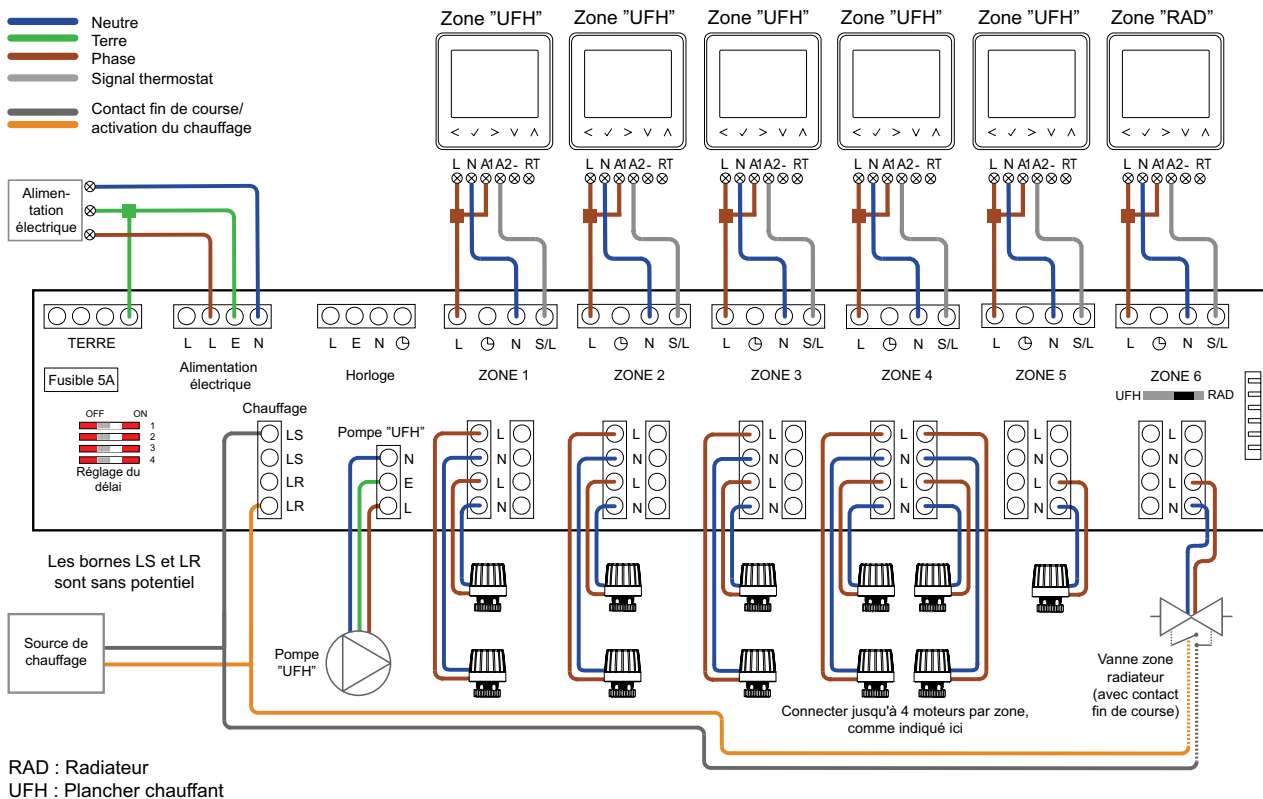 Neutre
Terre
Phase
Signal thermostat
Contact fin de course/
activation du chauffage
Zone ”UFH”
Zone ”UFH”
Zone ”UFH”
Zone ”UFH”
Zone ”UFH”
Zone ”RAD”
L N A1 A2 - RT
L N A1 A2 - RT
L N A1 A2 - RT
L N A1 A2 - RT
L N A1 A2 - RT
L N A1 A2 - RT
Alimen-
tation
électrique
TERRE
L L E N
Alimentation
électrique
L E N
Horloge
L N S/L
ZONE 1
L N S/L
ZONE 2
L N S/L
ZONE 3
L N S/L
ZONE 4
L N S/L
ZONE 5
L N S/L
ZONE 6
UFH RAD
Fusible 5A
OFF ON
1
2
3
4
Réglage du
délai
Chauffage
LS
LS
LR
LR
Pompe ”UFH”
N
E
L
L
N
L
N
L
N
L
N
L
N
L
N
L
N
L
N
L
N
L
N
L
N
L
N
Les bornes LS et LR
sont sans potentiel
Source de
chauffage
Pompe
”UFH”
Connecter jusqu'à 4 moteurs par zone,
comme indiqué ici
Vanne zone
radiateur
(avec contact
fin de course)
RAD : Radiateur
UFH : Plancher chauffant